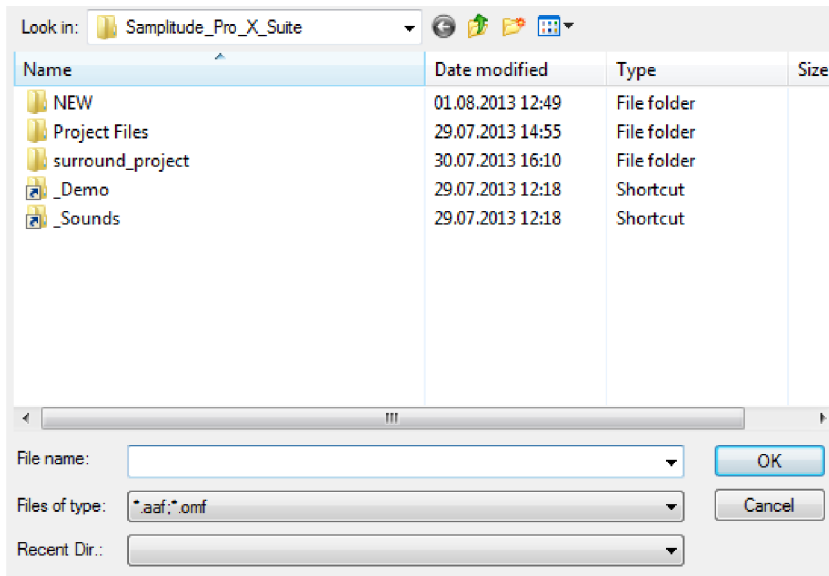 Look in: Samplitude_Pro_X_Suite
Name Date modified Type Size
NEW 01.08.2013 12:49 File folder
Project Files 29.07.2013 14:55 File folder
surround_project 30.07.2013 16:10 File folder
_Demo 29.07.2013 12:18 Shortcut
_Sounds 29.07.2013 12:18 Shortcut
File name: OK
Files of type: *.aaf;*.omf Cancel
Recent Dir.: